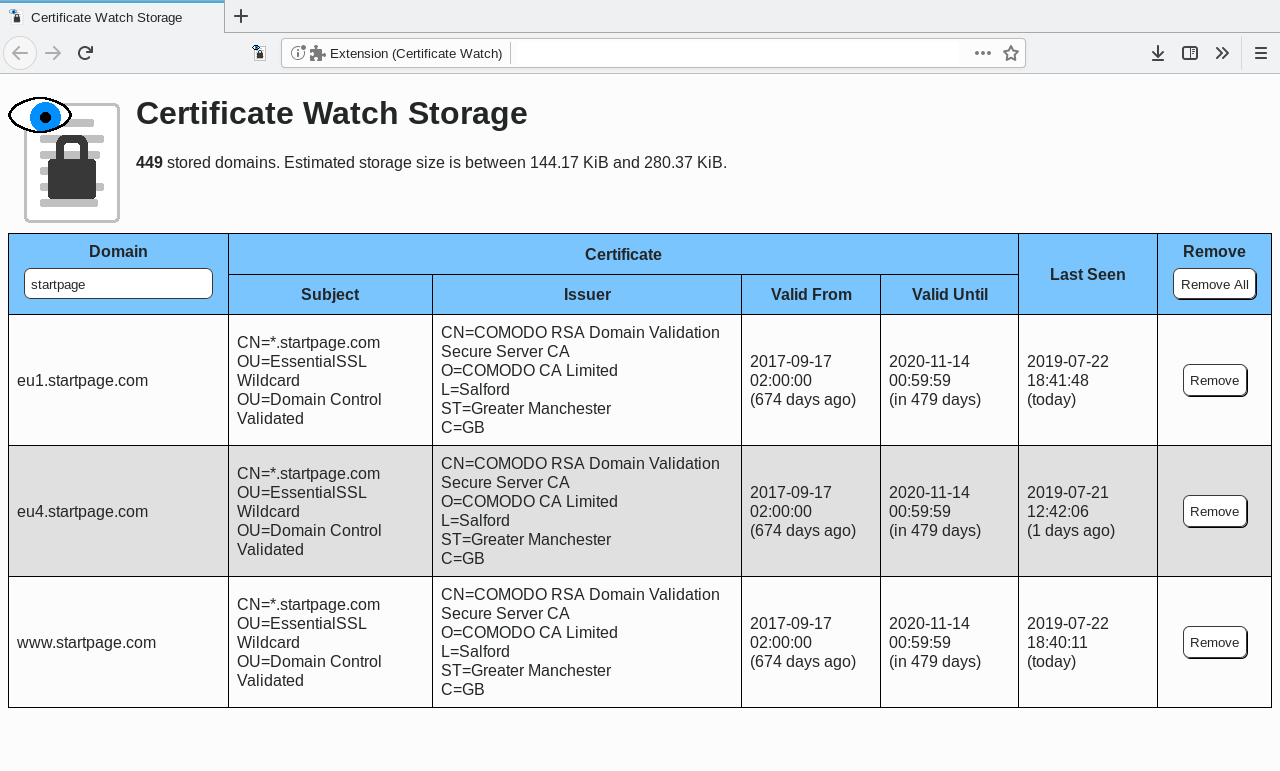 Certificate Watch Storage
Extension (Certificate Watch)
Certificate Watch Storage
449 stored domains. Estimated storage size is between 144.17 KiB and 280.37 KiB.
Domain
startpage
Certificate
Subject
Issuer
Valid From
Valid Until
Last Seen
Remove
Remove All
eu1.startpage.com
CN=*.startpage.com
OU=EssentialSSL
Wildcard
OU=Domain Control
Validated
CN=COMODO RSA Domain Validation
Secure Server CA
O=COMODO CA Limited
L=Salford
ST=Greater Manchester
C=GB
2017-09-17
02:00:00
(674 days ago)
2020-11-14
00:59:59
(in 479 days)
2019-07-22
18:41:48
(today)
Remove
eu4.startpage.com
CN=*.startpage.com
OU=EssentialSSL
Wildcard
OU=Domain Control
Validated
CN=COMODO RSA Domain Validation
Secure Server CA
O=COMODO CA Limited
L=Salford
ST=Greater Manchester
C=GB
2017-09-17
02:00:00
(674 days ago)
2020-11-14
00:59:59
(in 479 days)
2019-07-21
12:42:06
(1 days ago)
Remove
www.startpage.com
CN=*.startpage.com
OU=EssentialSSL
Wildcard
OU=Domain Control
Validated
CN=COMODO RSA Domain Validation
Secure Server CA
O=COMODO CA Limited
L=Salford
ST=Greater Manchester
C=GB
2017-09-17
02:00:00
(674 days ago)
2020-11-14
00:59:59
(in 479 days)
2019-07-22
18:40:11
(today)
Remove